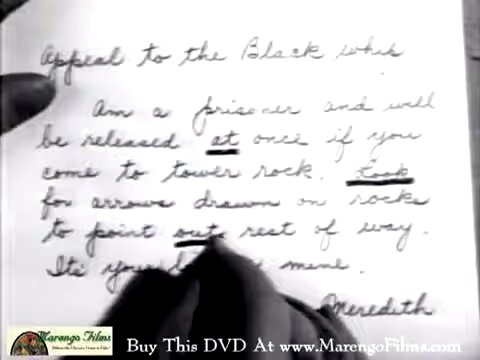 Appeal to the Black whip
Am a prisoner and will
be released at once if you
come to tower rock. Look
for arrows drawn on rocks
to point out rest of way.
Its your mine.
Meredith
Marengo Films
Buy This DVD At www.MarengoFilms.com